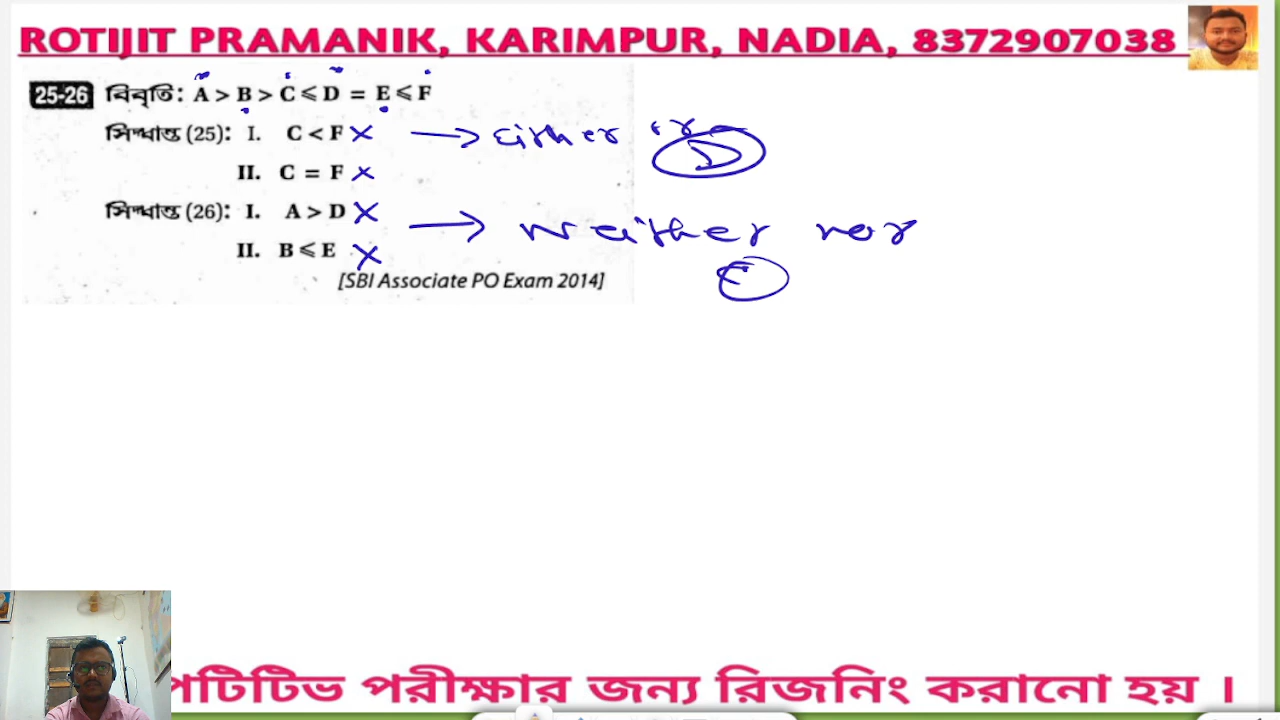 ROTIJIT PRAMANIK, KARIMPUR, NADIA, 8372907038
25-26 বিবৃতি: A > B > C ⩽ D = E ⩽ F
সিদ্ধান্ত (25): I. C < F × → either or
D
II. C = F ×
সিদ্ধান্ত (26): I. A > D × → Neither nor
II. B ⩽ E ×
E
[SBI Associate PO Exam 2014]
পটিটিভ পরীক্ষার জন্য রিজনিং করানো হয় ।